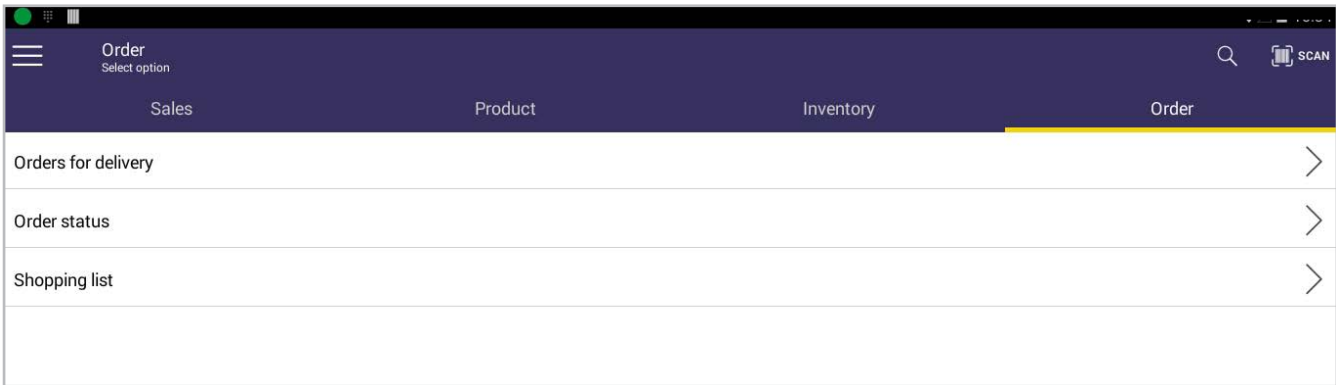 Order
Select option
SCAN
Sales
Product
Inventory
Order
Orders for delivery
Order status
Shopping list